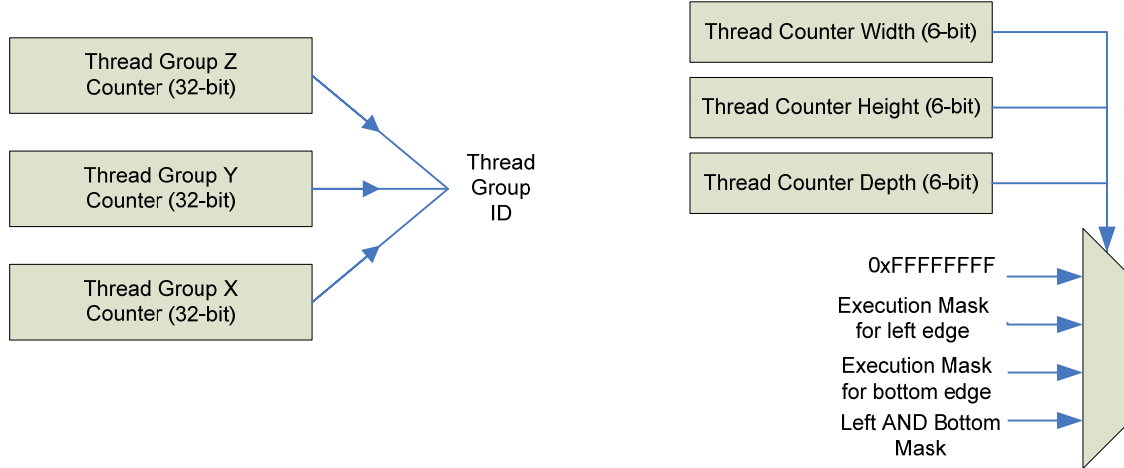 Thread Group Z
Counter (32-bit)
Thread Group Y
Counter (32-bit)
Thread Group X
Counter (32-bit)
Thread
Group
ID
Thread Counter Width (6-bit)
Thread Counter Height (6-bit)
Thread Counter Depth (6-bit)
0xFFFFFFFF
Execution Mask
for left edge
Execution Mask
for bottom edge
Left AND Bottom
Mask